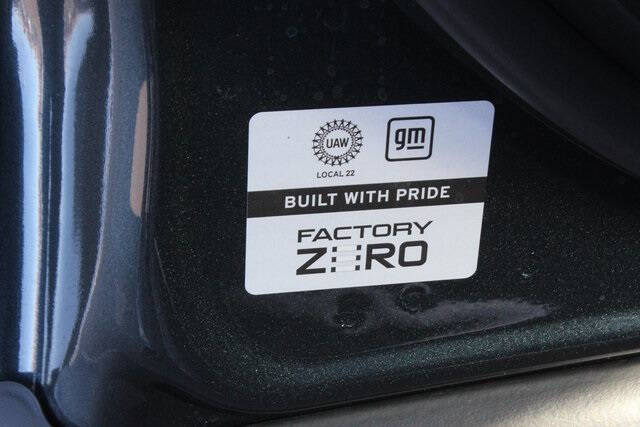 UAW
gm
LOCAL 22
BUILT WITH PRIDE
FACTORY
ZERO